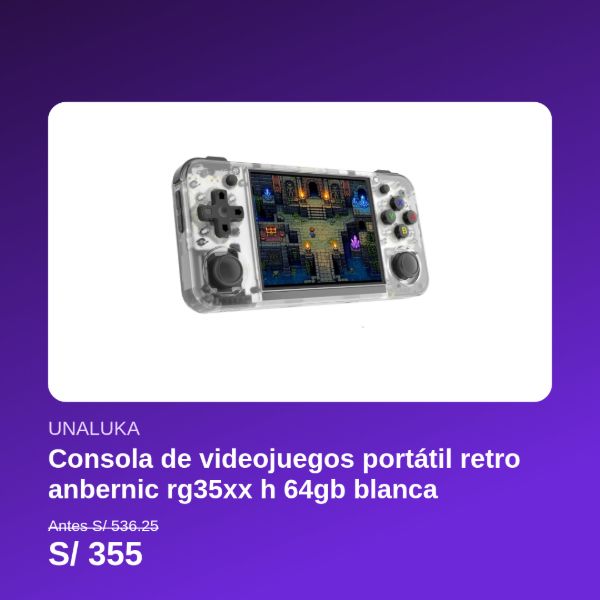 UNALUKA
Consola de videojuegos portátil retro
anbernic rg35xx h 64gb blanca
Antes S/ 536.25
S/ 355